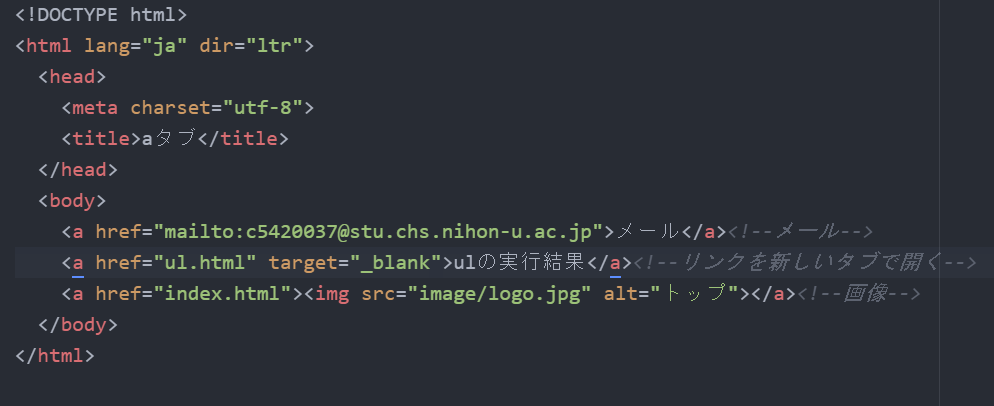 <!DOCTYPE html>
<html lang="ja" dir="ltr">
  <head>
    <meta charset="utf-8">
    <title>aタブ</title>
  </head>
  <body>
    <a href="mailto:c5420037@stu.chs.nihon-u.ac.jp">メール</a><!--メール-->
    <a href="ul.html" target="_blank">ulの実行結果</a><!--リンクを新しいタブで開く-->
    <a href="index.html"><img src="image/logo.jpg" alt="トップ"></a><!--画像-->
  </body>
</html>